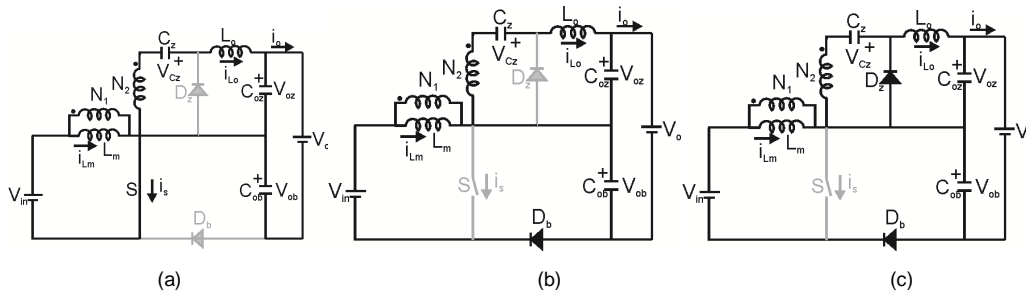 C_z
L_o
i_o
V_Cz +
i_Lo
N_2
D_z
+
C_oz
V_oz
N_1
i_Lm
L_m
V_o
V_in
S
i_s
+
C_ob
V_ob
D_b
(a)
C_z
L_o
i_o
V_Cz +
i_Lo
N_2
D_z
+
C_oz
V_oz
N_1
i_Lm
L_m
V_o
V_in
S
i_s
+
C_ob
V_ob
D_b
(b)
C_z
L_o
i_o
V_Cz +
i_Lo
N_2
D_z
+
C_oz
V_oz
N_1
i_Lm
L_m
V
V_in
S
i_s
+
C_ob
V_ob
D_b
(c)